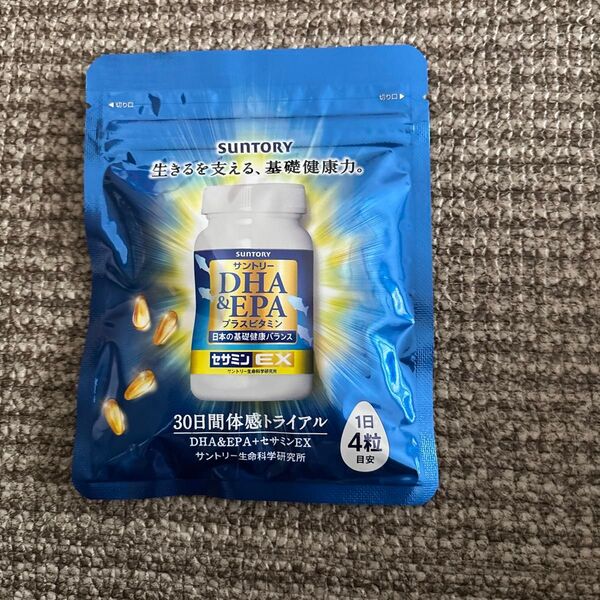 ◀切り口
切り口▶
SUNTORY
生きるを支える、基礎健康力。
SUNTORY
サントリー
DHA
&EPA
プラスビタミン
日本の基礎健康バランス
セサミンEX
サントリー生命科学研究所
30日間体感トライアル
DHA&EPA+セサミンEX
サントリー生命科学研究所
1日
4粒
目安